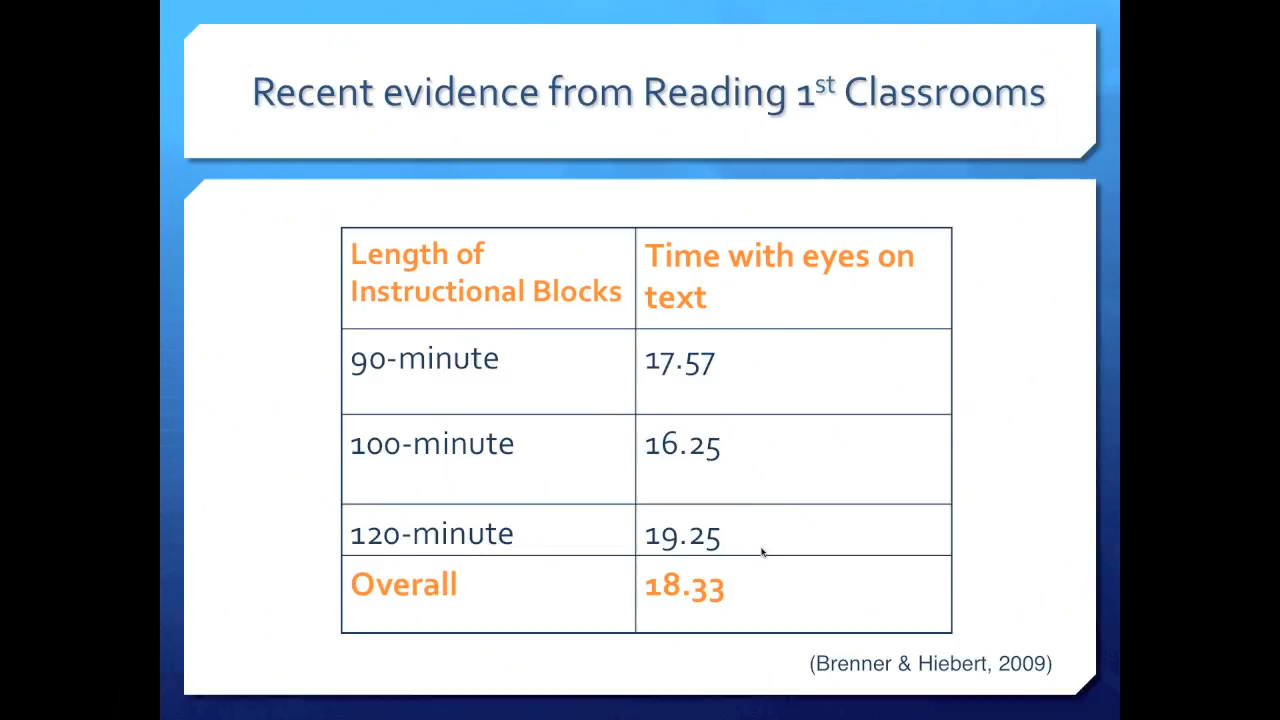 Recent evidence from Reading 1st Classrooms
Length of
Instructional Blocks
Time with eyes on
text
90-minute
17.57
100-minute
16.25
120-minute
19.25
Overall
18.33
(Brenner & Hiebert, 2009)